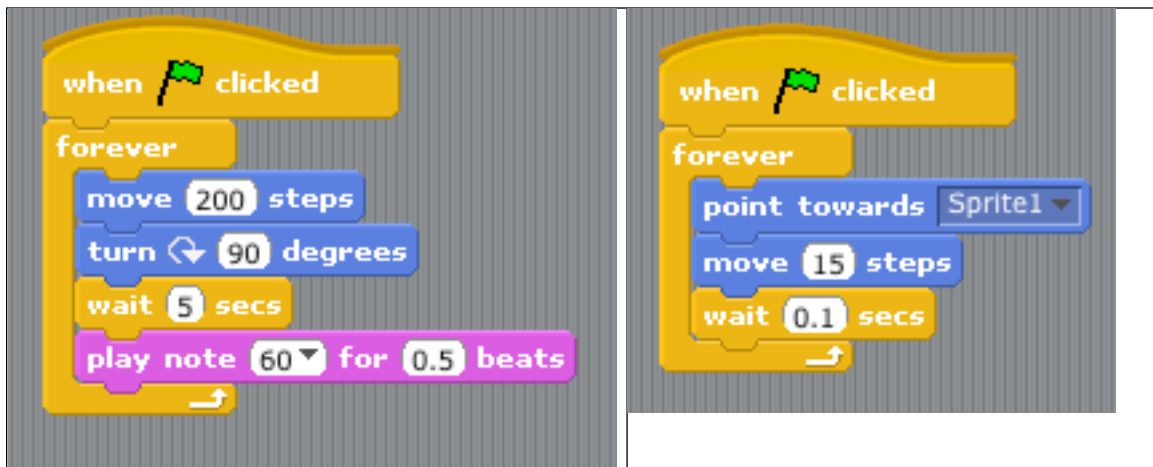 when clicked
forever
move 200 steps
turn 90 degrees
wait 5 secs
play note 60 for 0.5 beats
when clicked
forever
point towards Sprite1
move 15 steps
wait 0.1 secs